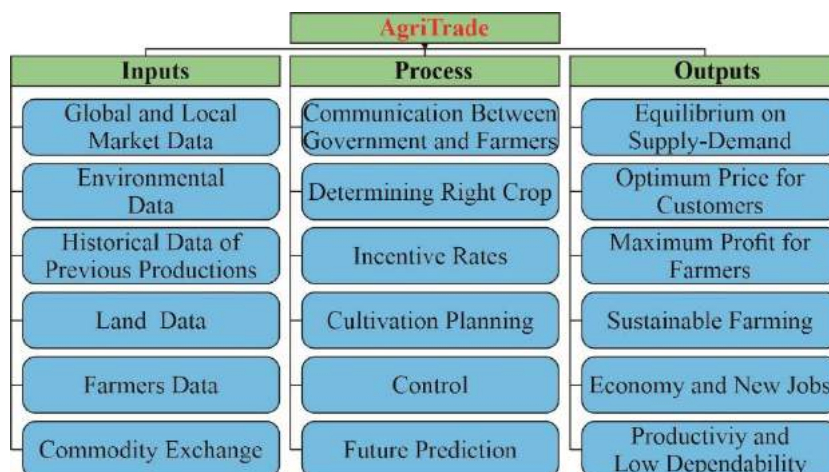 AgriTrade
Inputs
Global and Local
Market Data
Environmental
Data
Historical Data of
Previous Productions
Land Data
Farmers Data
Commodity Exchange
Process
Communication Between
Government and Farmers
Determining Right Crop
Incentive Rates
Cultivation Planning
Control
Future Prediction
Outputs
Equilibrium on
Supply-Demand
Optimum Price for
Customers
Maximum Profit for
Farmers
Sustainable Farming
Economy and New Jobs
Productiviy and
Low Dependability